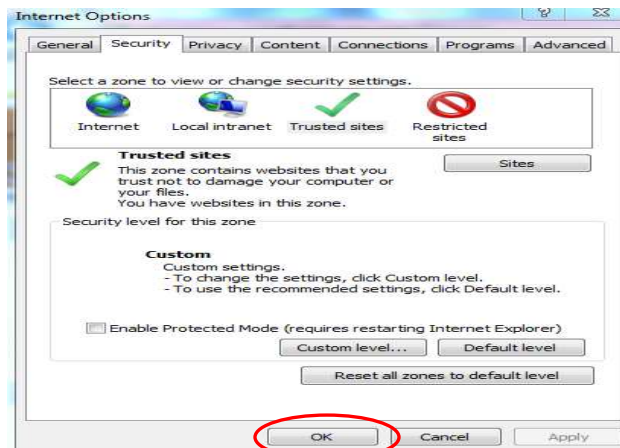 Internet Options
General Security Privacy Content Connections Programs Advanced
Select a zone to view or change security settings.
Internet Local intranet Trusted sites Restricted sites
Trusted sites
Sites
This zone contains websites that you
trust not to damage your computer or
your files.
You have websites in this zone.
Security level for this zone
Custom
Custom settings.
- To change the settings, click Custom level.
- To use the recommended settings, click Default level.
Enable Protected Mode (requires restarting Internet Explorer)
Custom level... Default level
Reset all zones to default level
OK Cancel Apply